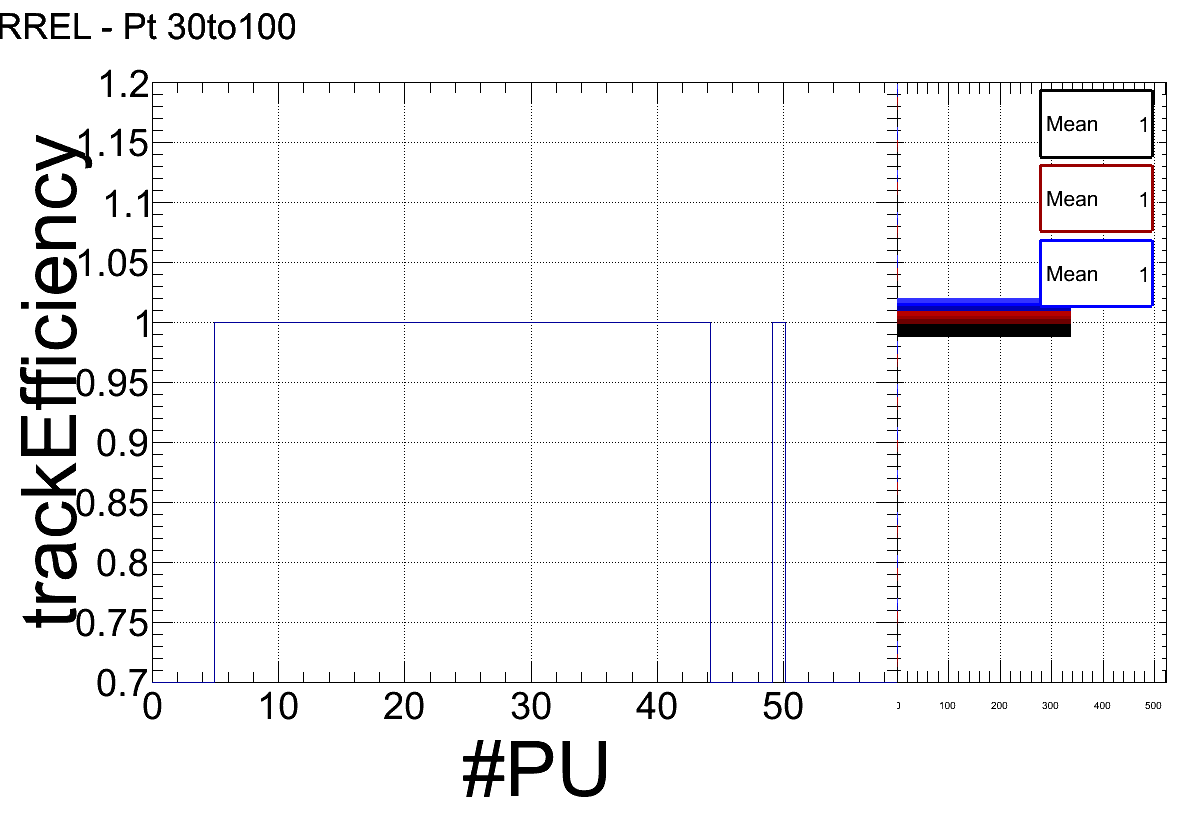 RREL - Pt 30to100
trackEfficiency
1.2
1.15
1.1
1.05
1
0.95
0.9
0.85
0.8
0.75
0.7
0 10 20 30 40 50
#PU
Mean 1
Mean 1
Mean 1
0 100 200 300 400 500